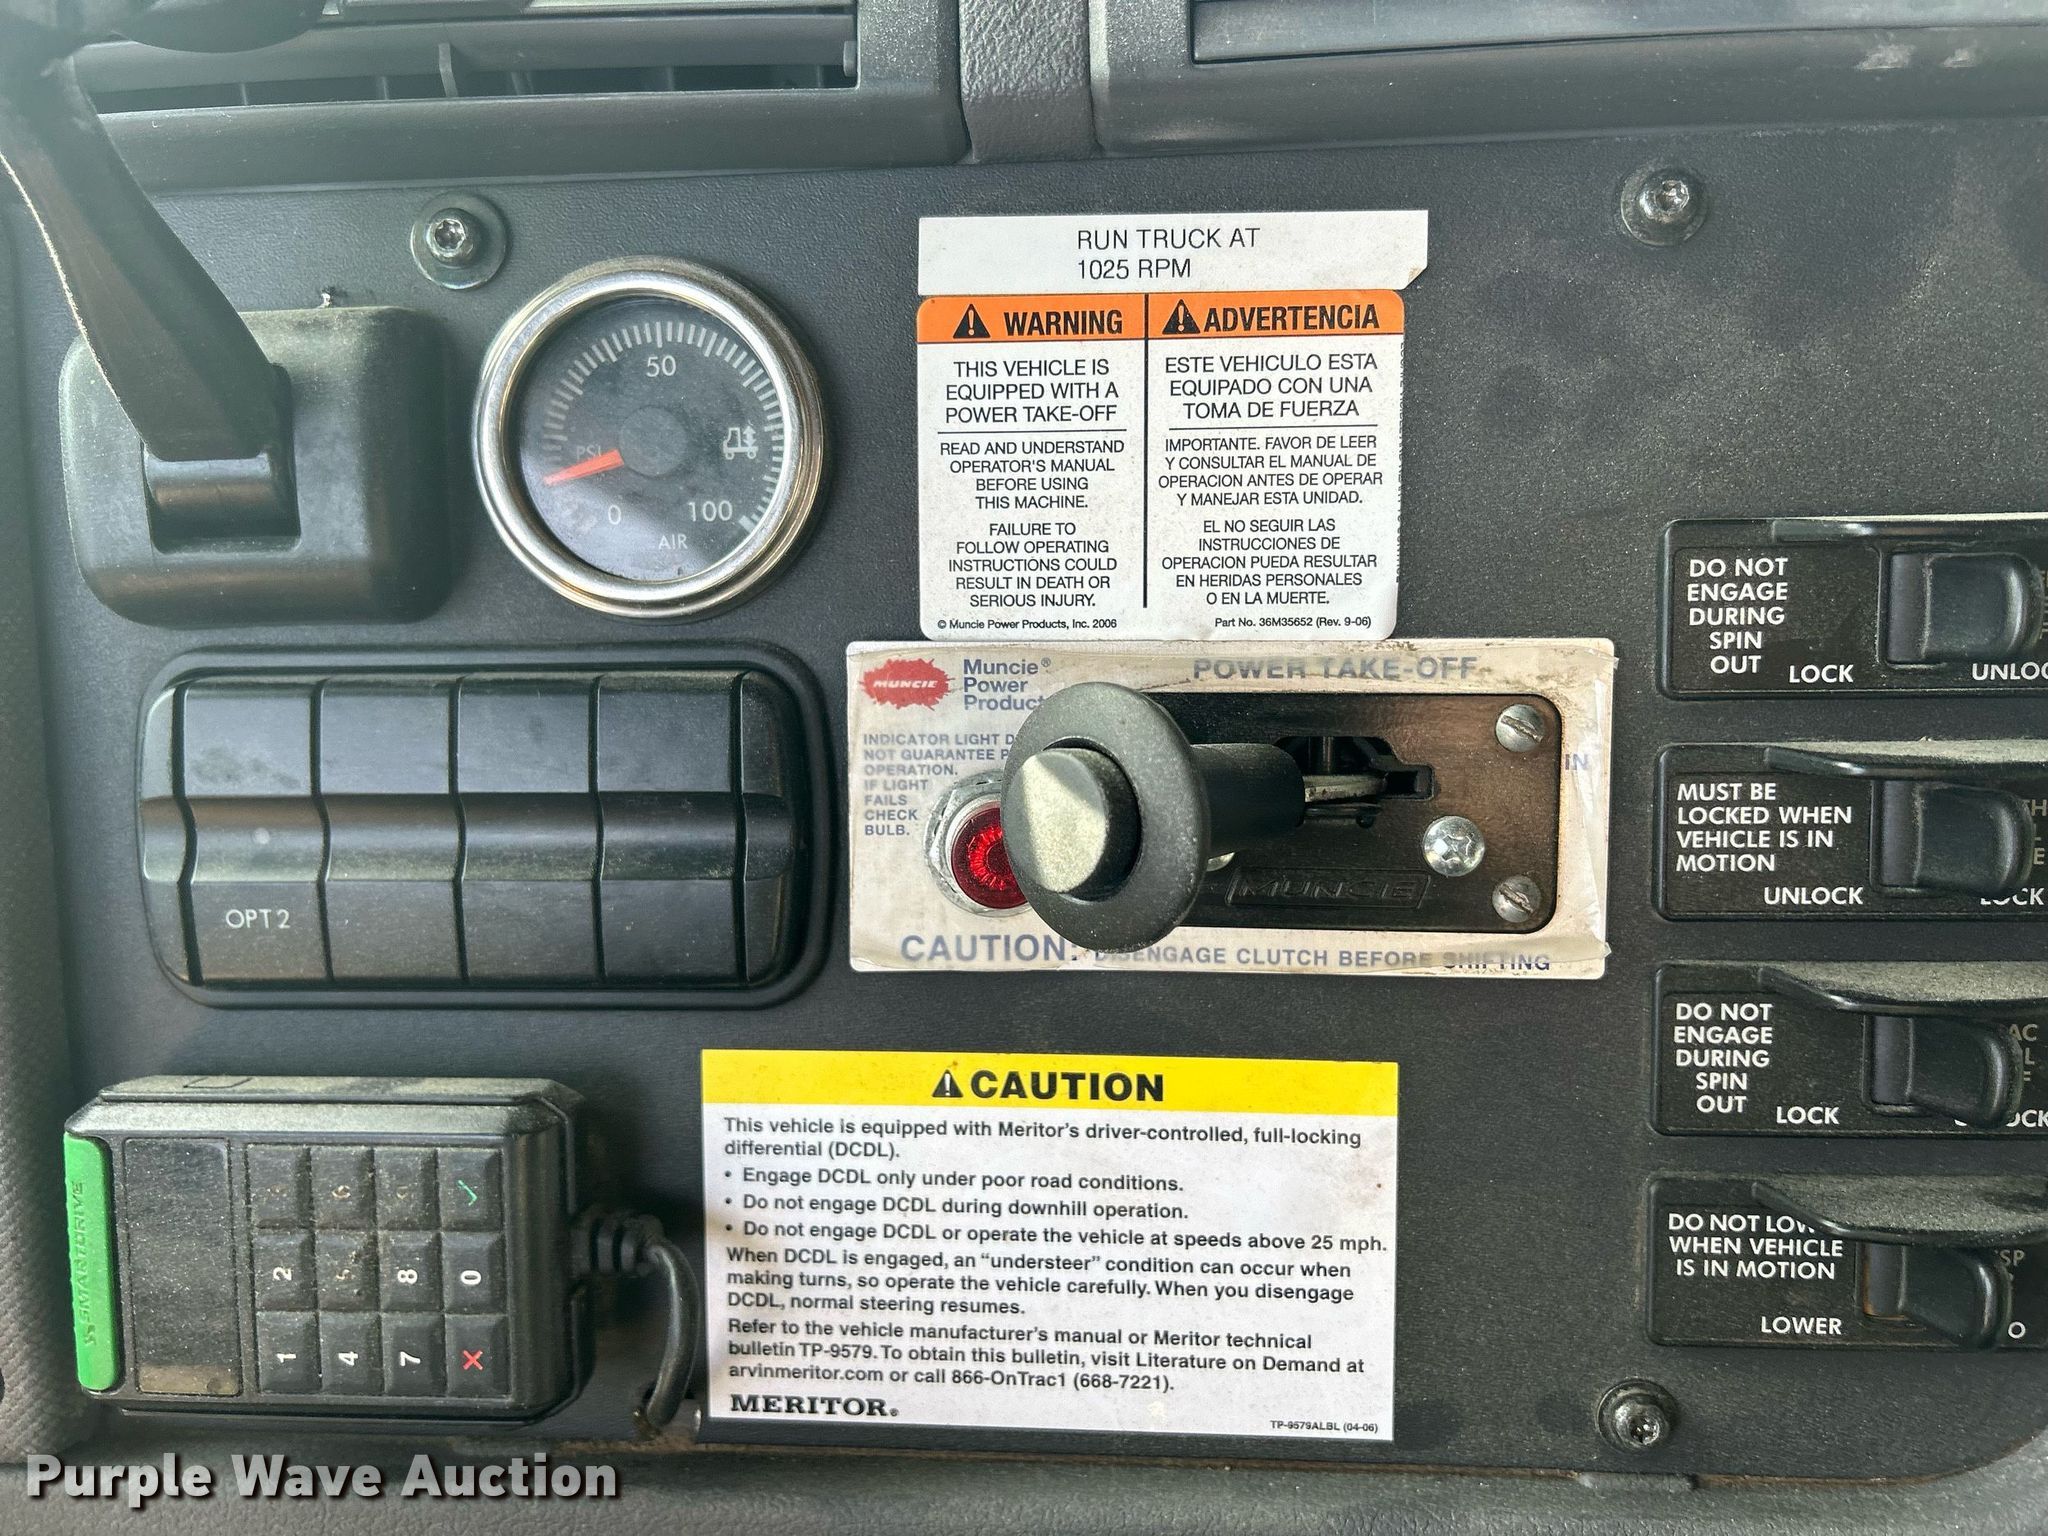 RUN TRUCK AT
1025 RPM
WARNING
THIS VEHICLE IS
EQUIPPED WITH A
POWER TAKE-OFF
READ AND UNDERSTAND
OPERATOR'S MANUAL
BEFORE USING
THIS MACHINE.
FAILURE TO
FOLLOW OPERATING
INSTRUCTIONS COULD
RESULT IN DEATH OR
SERIOUS INJURY.
© Muncie Power Products, Inc. 2006
ADVERTENCIA
ESTE VEHICULO ESTA
EQUIPADO CON UNA
TOMA DE FUERZA
IMPORTANTE. FAVOR DE LEER
Y CONSULTAR EL MANUAL DE
OPERACION ANTES DE OPERAR
Y MANEJAR ESTA UNIDAD.
EL NO SEGUIR LAS
INSTRUCCIONES DE
OPERACION PUEDA RESULTAR
EN HERIDAS PERSONALES
O EN LA MUERTE.
Part No. 36M35652 (Rev. 9-06)
50
PSI
0
100
AIR
MUNCIE
Muncie®
Power
Product
POWER TAKE-OFF
INDICATOR LIGHT D
NOT GUARANTEE P
OPERATION.
IF LIGHT
FAILS
CHECK
BULB.
IN
MUNCIE
CAUTION: DISENGAGE CLUTCH BEFORE SHIFTING
OPT 2
DO NOT
ENGAGE
DURING
SPIN
OUT
LOCK
UNLOC
MUST BE
LOCKED WHEN
VEHICLE IS IN
MOTION
UNLOCK
LOCK
DO NOT
ENGAGE
DURING
SPIN
OUT
LOCK
OCK
DO NOT LOW
WHEN VEHICLE
IS IN MOTION
LOWER
SMARTDRIVE
2
8
0
1
4
7
CAUTION
This vehicle is equipped with Meritor's driver-controlled, full-locking
differential (DCDL).
• Engage DCDL only under poor road conditions.
• Do not engage DCDL during downhill operation.
• Do not engage DCDL or operate the vehicle at speeds above 25 mph.
When DCDL is engaged, an “understeer” condition can occur when
making turns, so operate the vehicle carefully. When you disengage
DCDL, normal steering resumes.
Refer to the vehicle manufacturer's manual or Meritor technical
bulletin TP-9579. To obtain this bulletin, visit Literature on Demand at
arvinmeritor.com or call 866-OnTrac1 (668-7221).
MERITOR®
TP-9579ALBL (04-06)
Purple Wave Auction